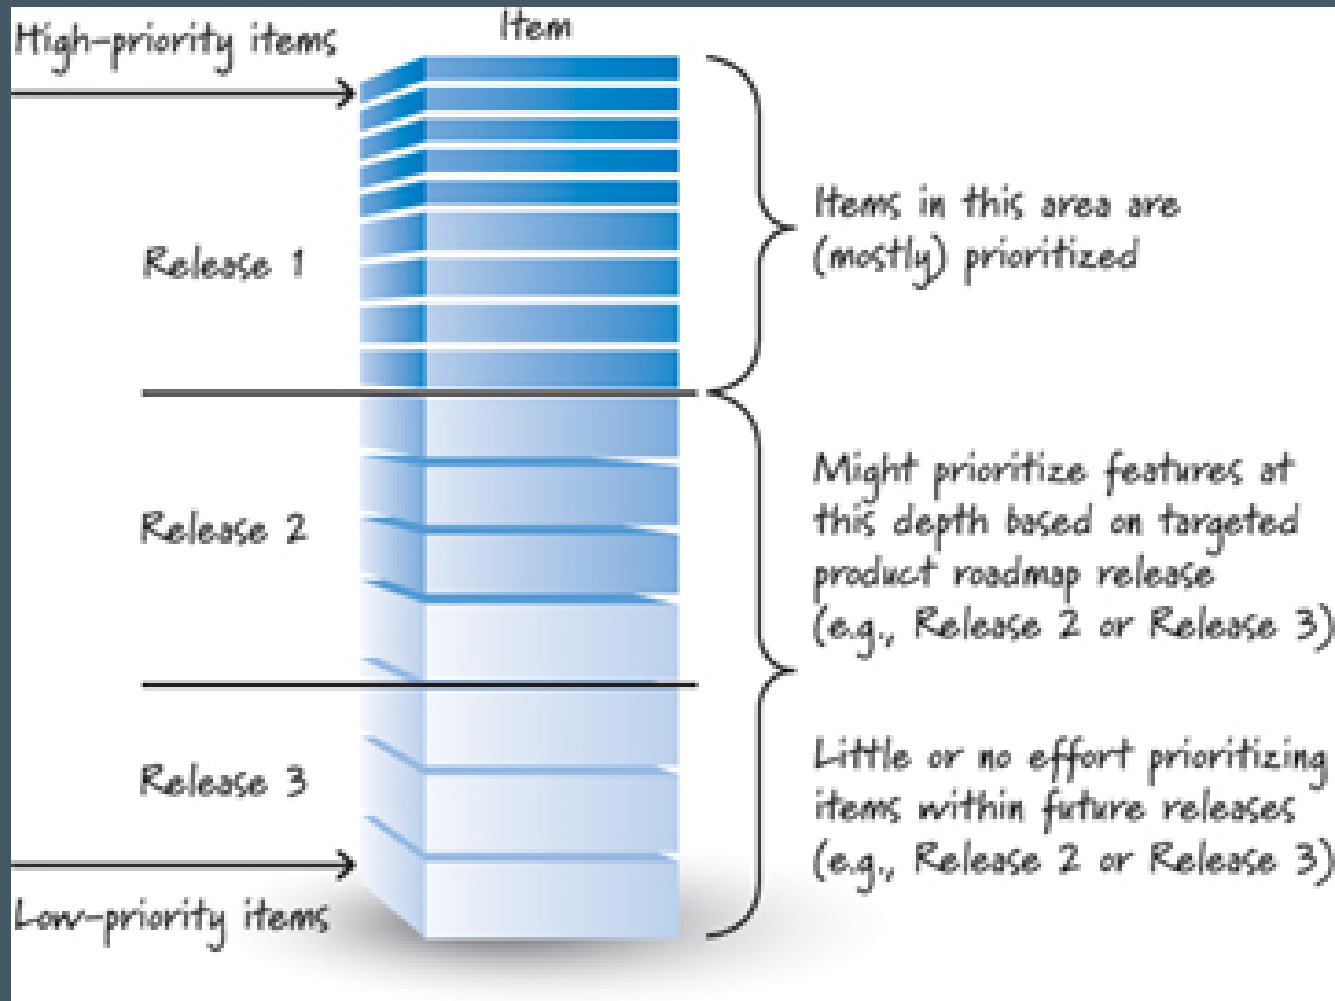 Item
High-priority items
Release 1
Items in this area are
(mostly) prioritized
Release 2
Might prioritize features at
this depth based on targeted
product roadmap release
(e.g., Release 2 or Release 3)
Release 3
Little or no effort prioritizing
items within future releases
(e.g., Release 2 or Release 3)
Low-priority items